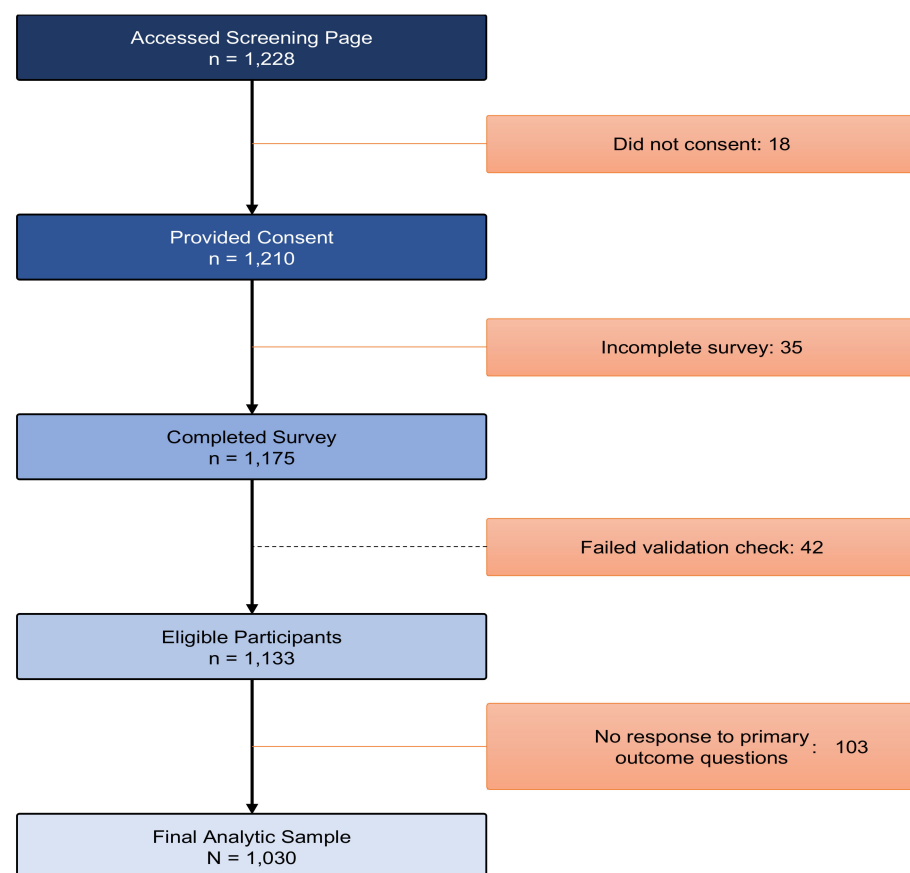 Accessed Screening Page
n = 1,228
Did not consent: 18
Provided Consent
n = 1,210
Incomplete survey: 35
Completed Survey
n = 1,175
Failed validation check: 42
Eligible Participants
n = 1,133
No response to primary
outcome questions : 103
Final Analytic Sample
N = 1,030